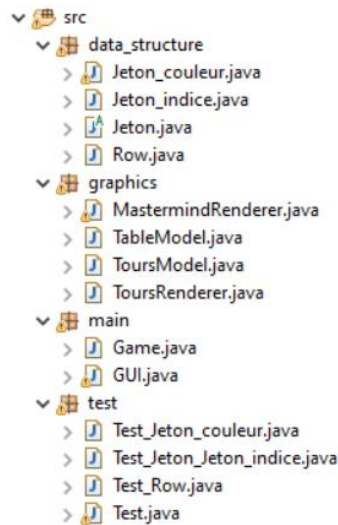 src
data_structure
Jeton_couleur.java
Jeton_indice.java
Jeton.java
Row.java
graphics
MastermindRenderer.java
TableModel.java
ToursModel.java
ToursRenderer.java
main
Game.java
GUI.java
test
Test_Jeton_couleur.java
Test_Jeton_Jeton_indice.java
Test_Row.java
Test.java